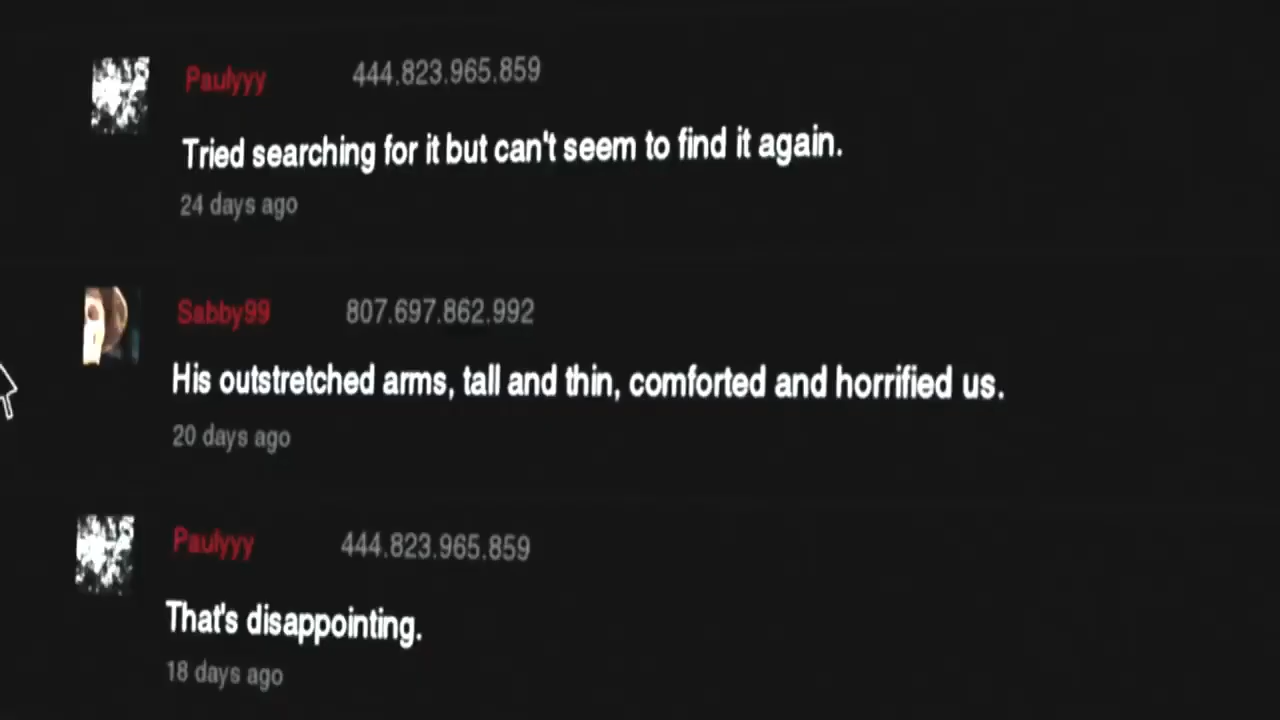 Paulyyy 444.823.965.859
Tried searching for it but can't seem to find it again.
24 days ago
Sabby99 807.697.862.992
His outstretched arms, tall and thin, comforted and horrified us.
20 days ago
Paulyyy 444.823.965.859
That's disappointing.
18 days ago